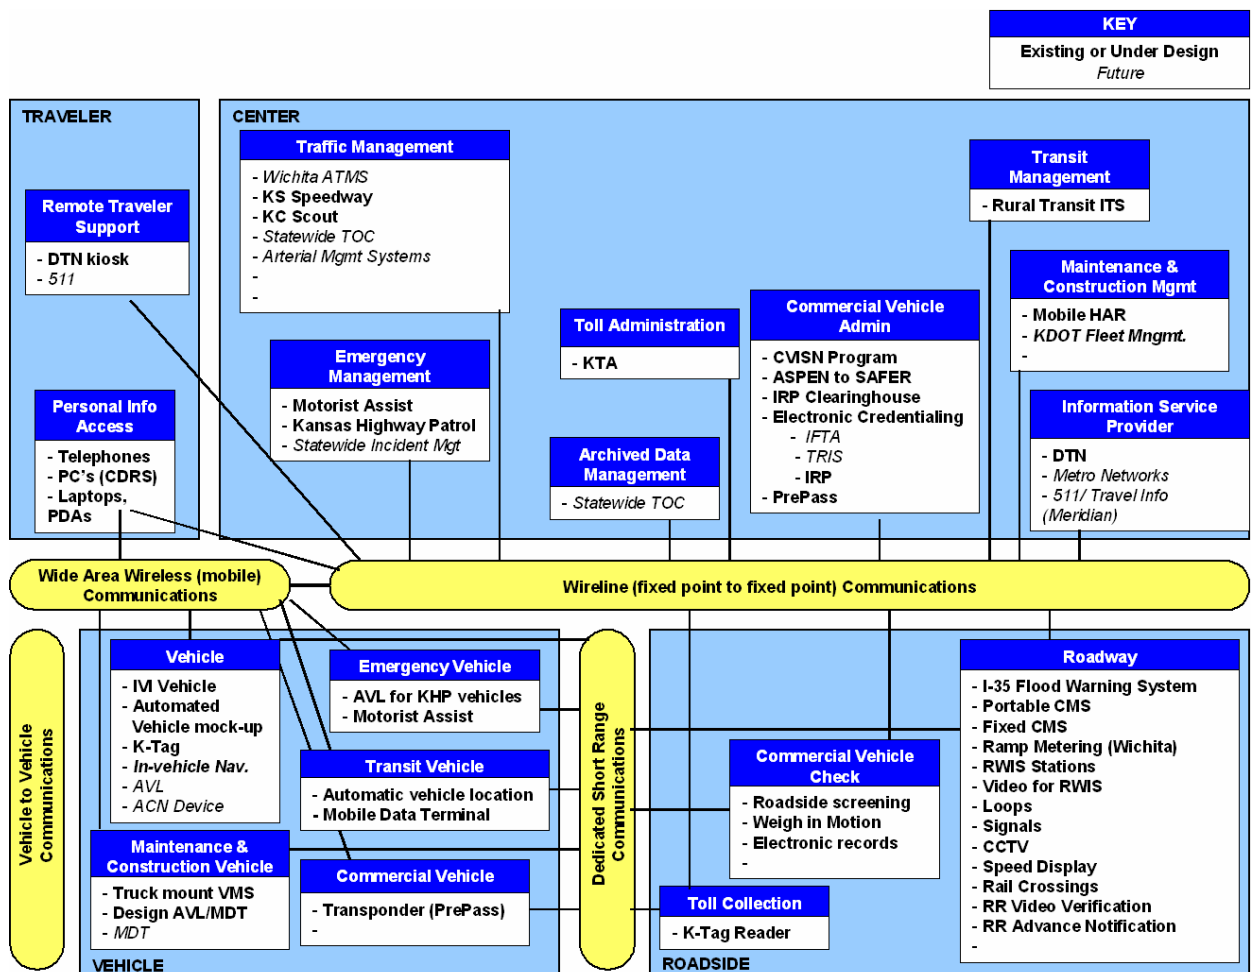 KEY
Existing or Under Design
Future
TRAVELER
Remote Traveler
Support
- DTN kiosk
- 511
Personal Info
Access
- Telephones
- PC's (CDRS)
- Laptops,
PDAs
CENTER
Traffic Management
- Wichita ATMS
- KS Speedway
- KC Scout
- Statewide TOC
- Arterial Mgmt Systems
-
-
Emergency
Management
- Motorist Assist
- Kansas Highway Patrol
- Statewide Incident Mgt
Toll Administration
- KTA
Archived Data
Management
- Statewide TOC
Commercial Vehicle
Admin
- CVISN Program
- ASPEN to SAFER
- IRP Clearinghouse
- Electronic Credentialing
- IFTA
- TRIS
- IRP
- PrePass
Transit
Management
- Rural Transit ITS
Maintenance &
Construction Mgmt
- Mobile HAR
- KDOT Fleet Mngmt.
-
Information Service
Provider
- DTN
- Metro Networks
- 511/ Travel Info
(Meridian)
Wide Area Wireless (mobile)
Communications
Wireline (fixed point to fixed point) Communications
Vehicle to Vehicle
Communications
Vehicle
- IVI Vehicle
- Automated
Vehicle mock-up
- K-Tag
- In-vehicle Nav.
- AVL
- ACN Device
Maintenance &
Construction Vehicle
- Truck mount VMS
- Design AVL/MDT
- MDT
Emergency Vehicle
- AVL for KHP vehicles
- Motorist Assist
Transit Vehicle
- Automatic vehicle location
- Mobile Data Terminal
Commercial Vehicle
- Transponder (PrePass)
-
VEHICLE
Dedicated Short Range
Communications
Commercial Vehicle
Check
- Roadside screening
- Weigh in Motion
- Electronic records
-
Toll Collection
- K-Tag Reader
Roadway
- I-35 Flood Warning System
- Portable CMS
- Fixed CMS
- Ramp Metering (Wichita)
- RWIS Stations
- Video for RWIS
- Loops
- Signals
- CCTV
- Speed Display
- Rail Crossings
- RR Video Verification
- RR Advance Notification
-
ROADSIDE